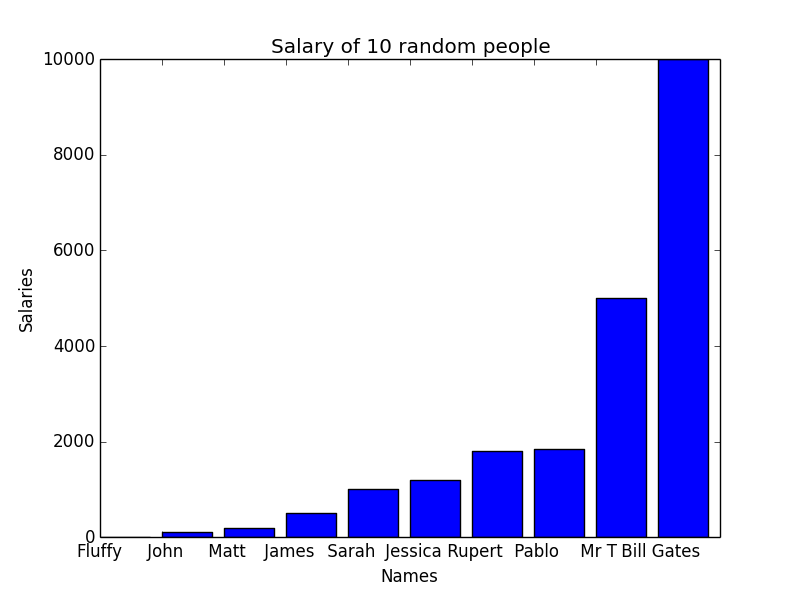 Salary of 10 random people
10000
8000
6000
4000
2000
0
Salaries
Fluffy John Matt James Sarah Jessica Rupert Pablo Mr T Bill Gates
Names